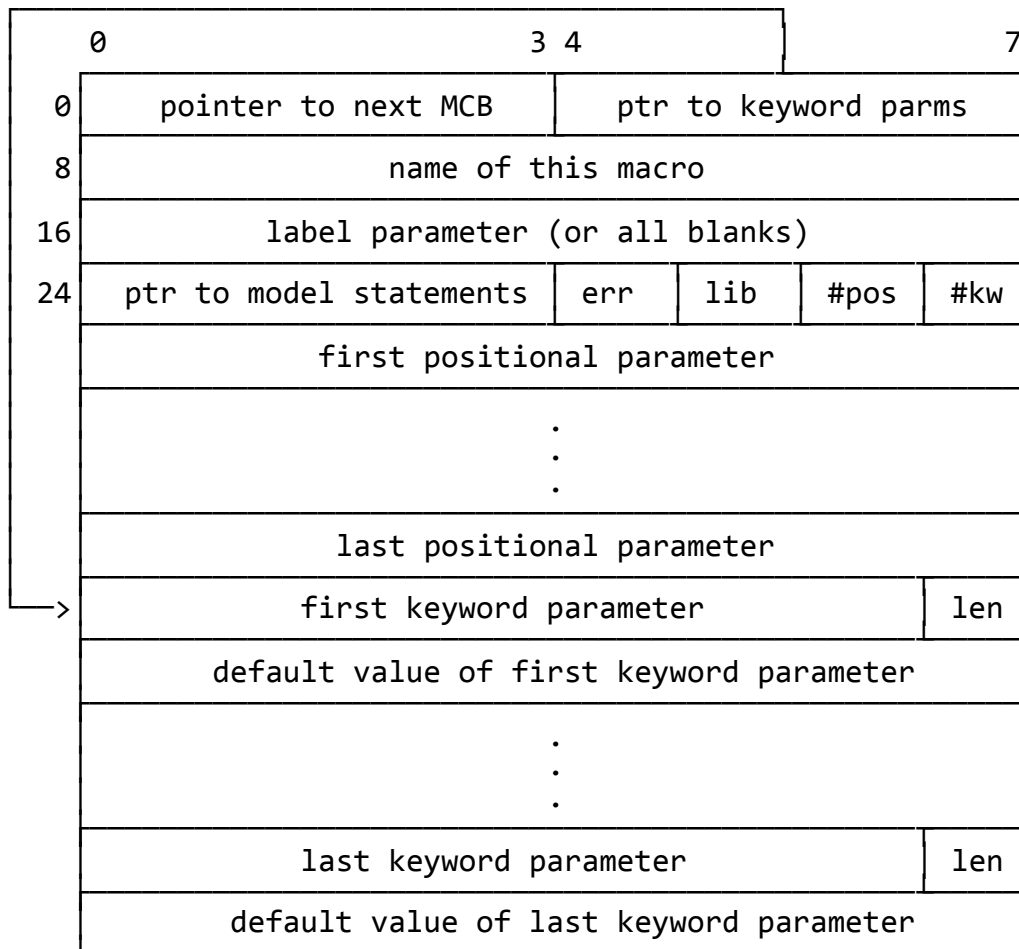 0 3 4 7
0 pointer to next MCB ptr to keyword parms
8 name of this macro
16 label parameter (or all blanks)
24 ptr to model statements err lib #pos #kw
first positional parameter
.
.
.
last positional parameter
first keyword parameter len
default value of first keyword parameter
.
.
.
last keyword parameter len
default value of last keyword parameter